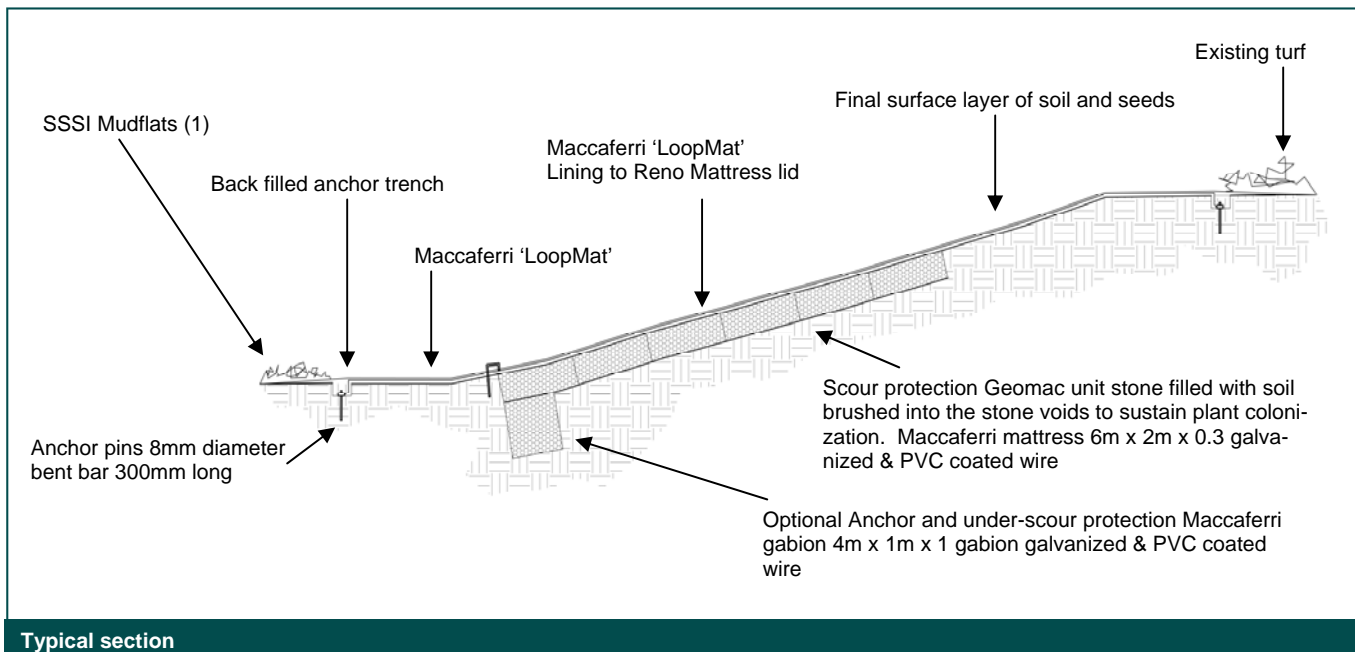 Existing turf
Final surface layer of soil and seeds
SSSI Mudflats (1)
Maccaferri ‘LoopMat’
Lining to Reno Mattress lid
Back filled anchor trench
Maccaferri ‘LoopMat’
Scour protection Geomac unit stone filled with soil
brushed into the stone voids to sustain plant coloni-
zation.  Maccaferri mattress 6m x 2m x 0.3 galva-
nized & PVC coated wire
Anchor pins 8mm diameter
bent bar 300mm long
Optional Anchor and under-scour protection Maccaferri
gabion 4m x 1m x 1 gabion galvanized & PVC coated
wire
Typical section